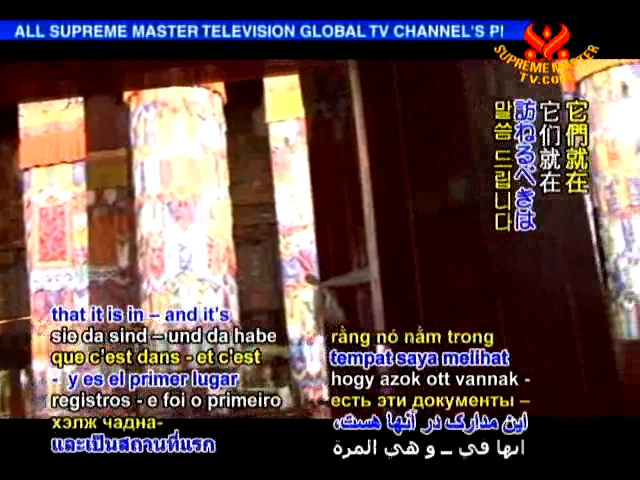 ALL SUPREME MASTER TELEVISION GLOBAL TV CHANNEL'S P
SUPREME MASTER
TV.COM
它們就在
它们就在
訪ねるべきは
말씀 드립니다
that it is in – and it's
sie da sind – und da habe
que c'est dans - et c'est
- y es el primer lugar
registros - e foi o primeiro
хэлж чадна-
และเป็นสถานที่แรก
rằng nó nằm trong
tempat saya melihat
hogy azok ott vannak -
есть эти документы –
این مدارک در آنها هست،
انها في ـ و هي المرة